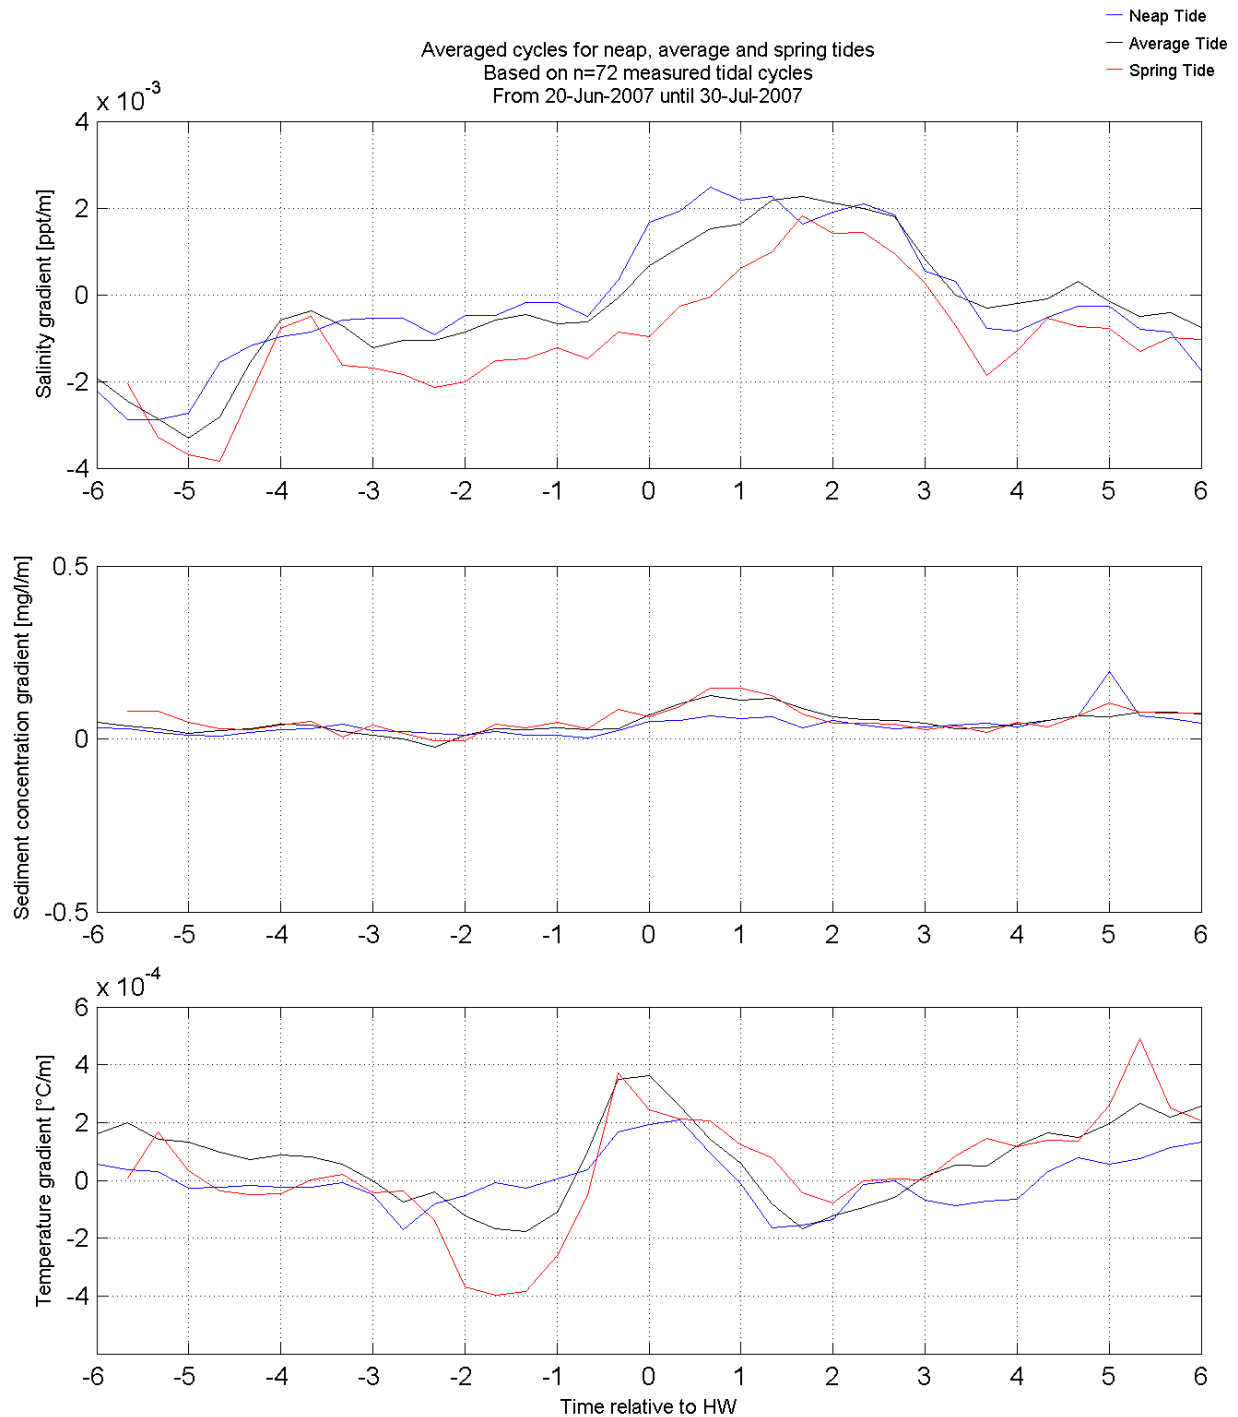 Neap Tide
Average Tide
Spring Tide
Averaged cycles for neap, average and spring tides
Based on n=72 measured tidal cycles
From 20-Jun-2007 until 30-Jul-2007
x 10^-3
Salinity gradient [ppt/m]
4
2
0
-2
-4
-6 -5 -4 -3 -2 -1 0 1 2 3 4 5 6
Sediment concentration gradient [mg/l/m]
0.5
0
-0.5
-6 -5 -4 -3 -2 -1 0 1 2 3 4 5 6
x 10^-4
Temperature gradient [°C/m]
6
4
2
0
-2
-4
-6 -5 -4 -3 -2 -1 0 1 2 3 4 5 6
Time relative to HW